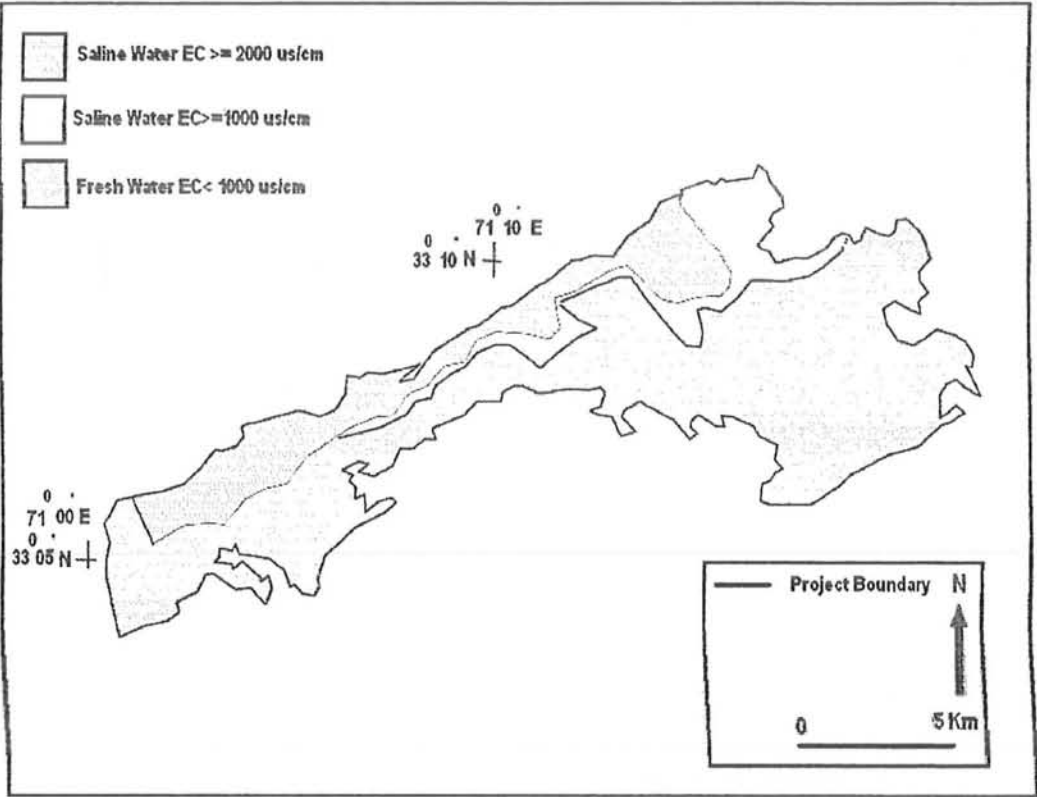 Saline Water EC >= 2000 us/cm
Saline Water EC>=1000 us/cm
Fresh Water EC< 1000 us/cm
0 '
71 10 E
0 '
33 10 N
0 '
71 00 E
0 '
33 05 N
Project Boundary N
0 5 Km